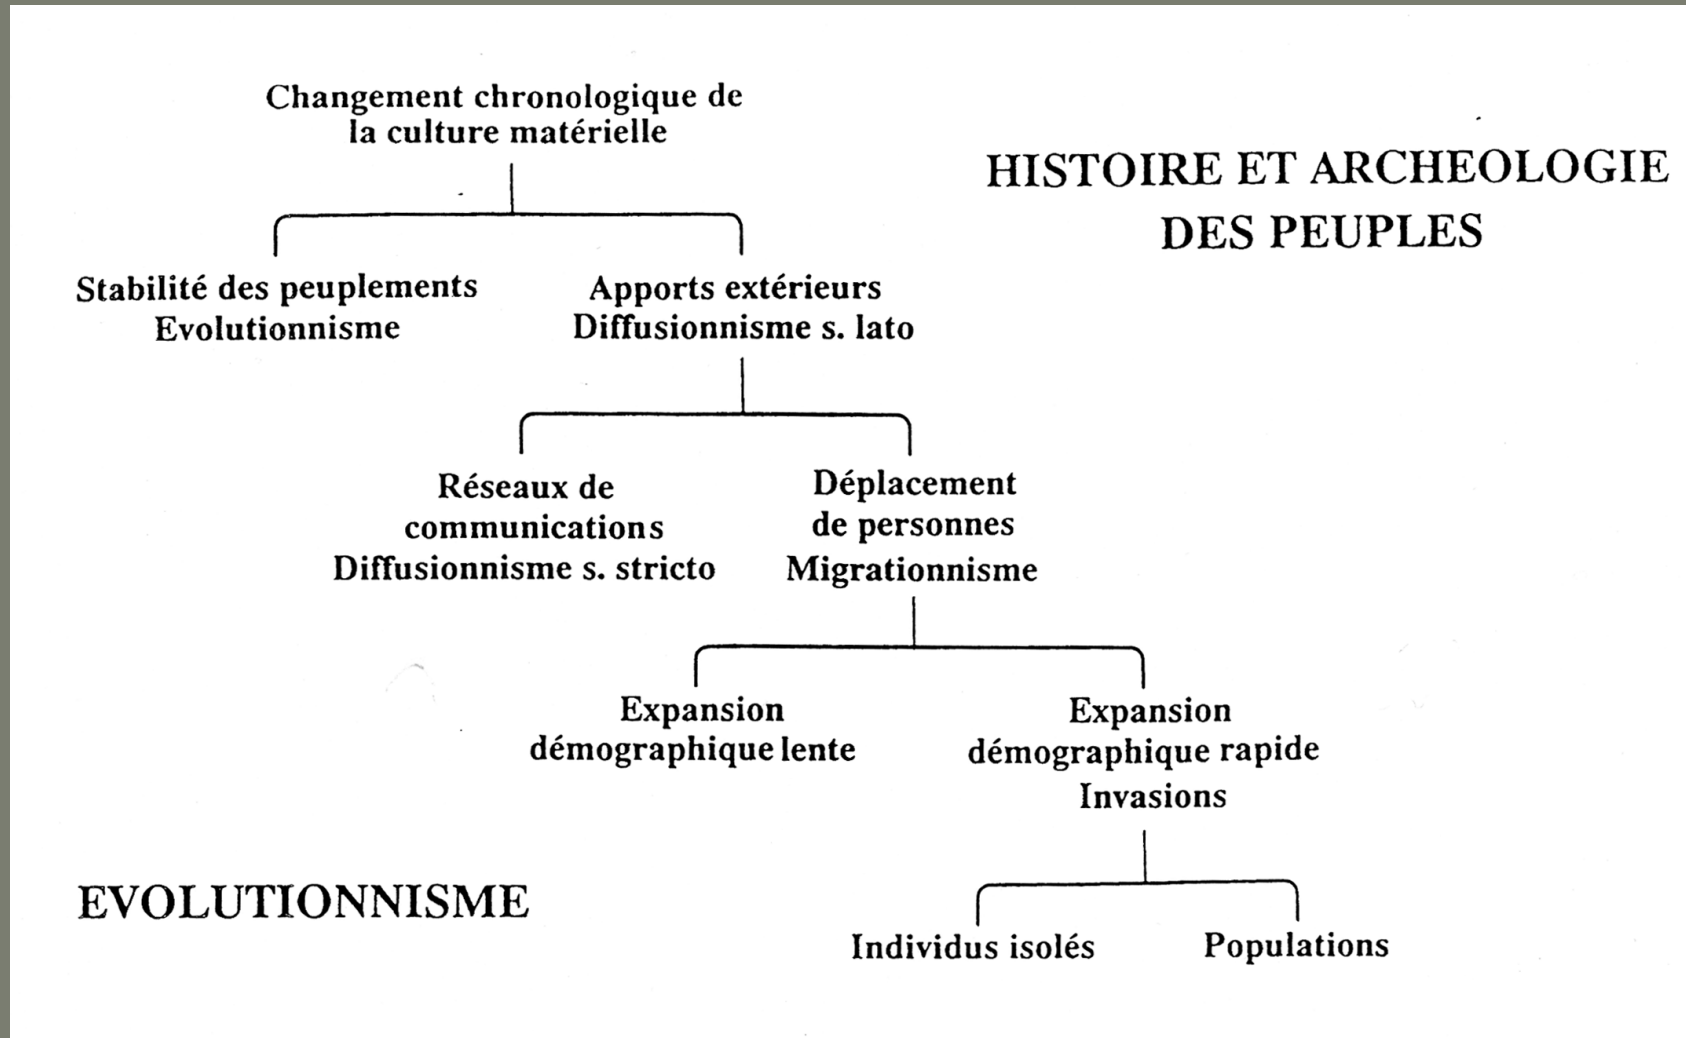 Changement chronologique de
la culture matérielle
HISTOIRE ET ARCHEOLOGIE
DES PEUPLES
Stabilité des peuplements
Evolutionnisme
Apports extérieurs
Diffusionnisme s. lato
Réseaux de
communications
Diffusionnisme s. stricto
Déplacement
de personnes
Migrationnisme
Expansion
démographique lente
Expansion
démographique rapide
Invasions
EVOLUTIONNISME
Individus isolés
Populations